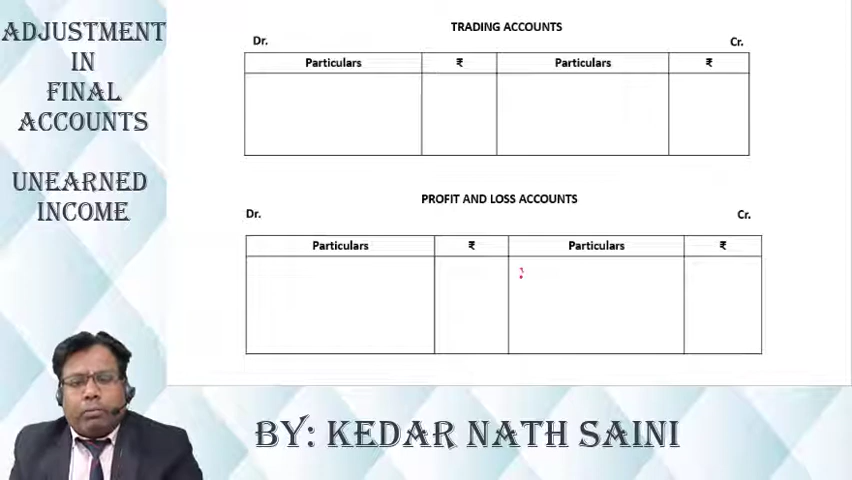 ADJUSTMENT
IN
FINAL
ACCOUNTS
UNEARNED
INCOME
TRADING ACCOUNTS
Dr. Cr.
Particulars ₹ Particulars ₹
PROFIT AND LOSS ACCOUNTS
Dr. Cr.
Particulars ₹ Particulars ₹
BY: KEDAR NATH SAINI